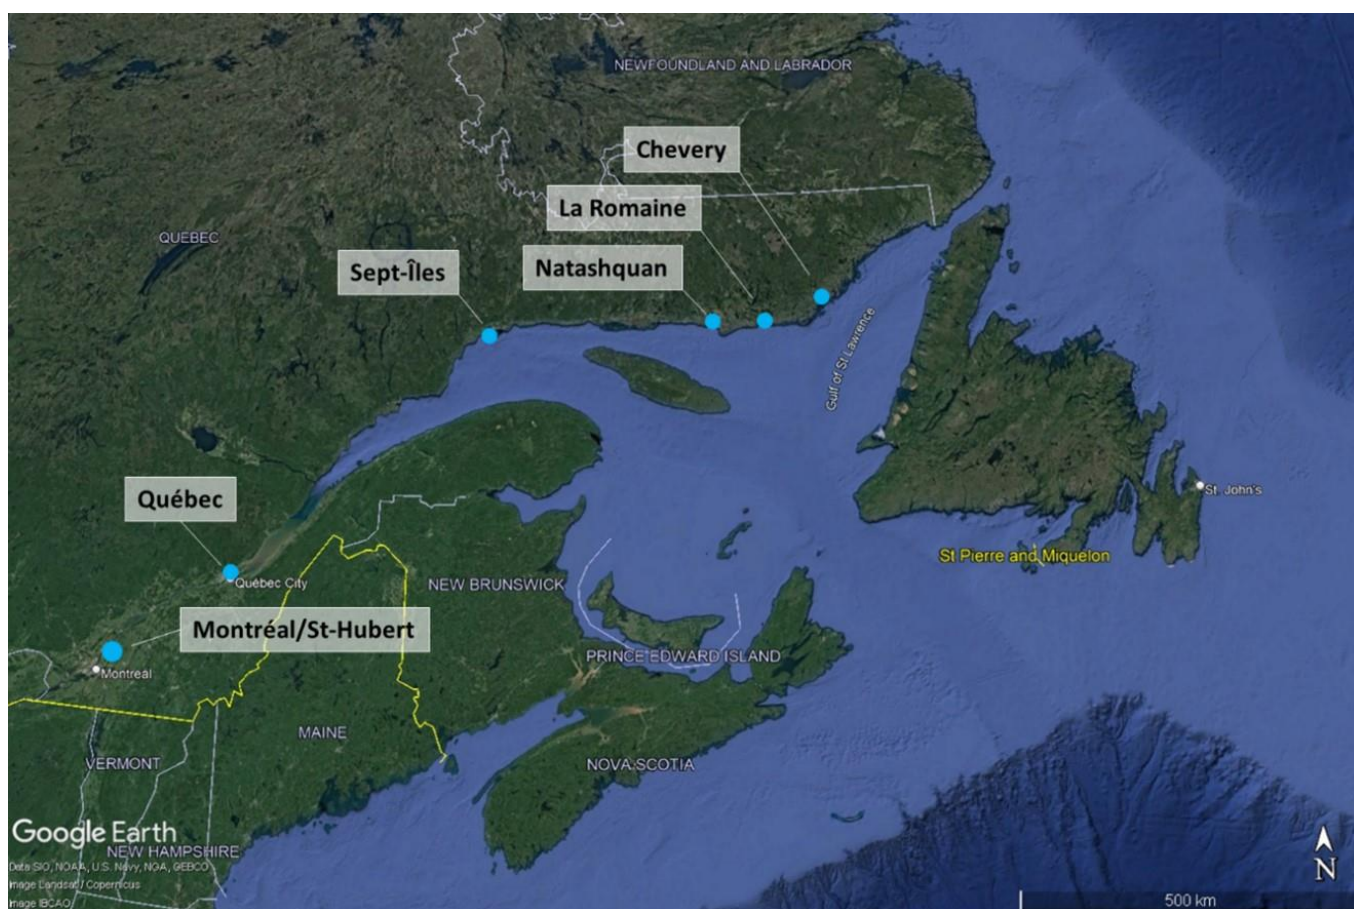 NEWFOUNDLAND AND LABRADOR
Chevery
La Romaine
QUEBEC
Natashquan
Sept-Îles
Gulf of St Lawrence
Québec
St. John's
St Pierre and Miquelon
Québec City
NEW BRUNSWICK
Montréal/St-Hubert
PRINCE EDWARD ISLAND
Montreal
MAINE
VERMONT
NOVA SCOTIA
Google Earth
NEW HAMPSHIRE
Data SIO, NOAA, U.S. Navy, NGA, GEBCO
Image Landsat / Copernicus
Image IBCAO
N
500 km